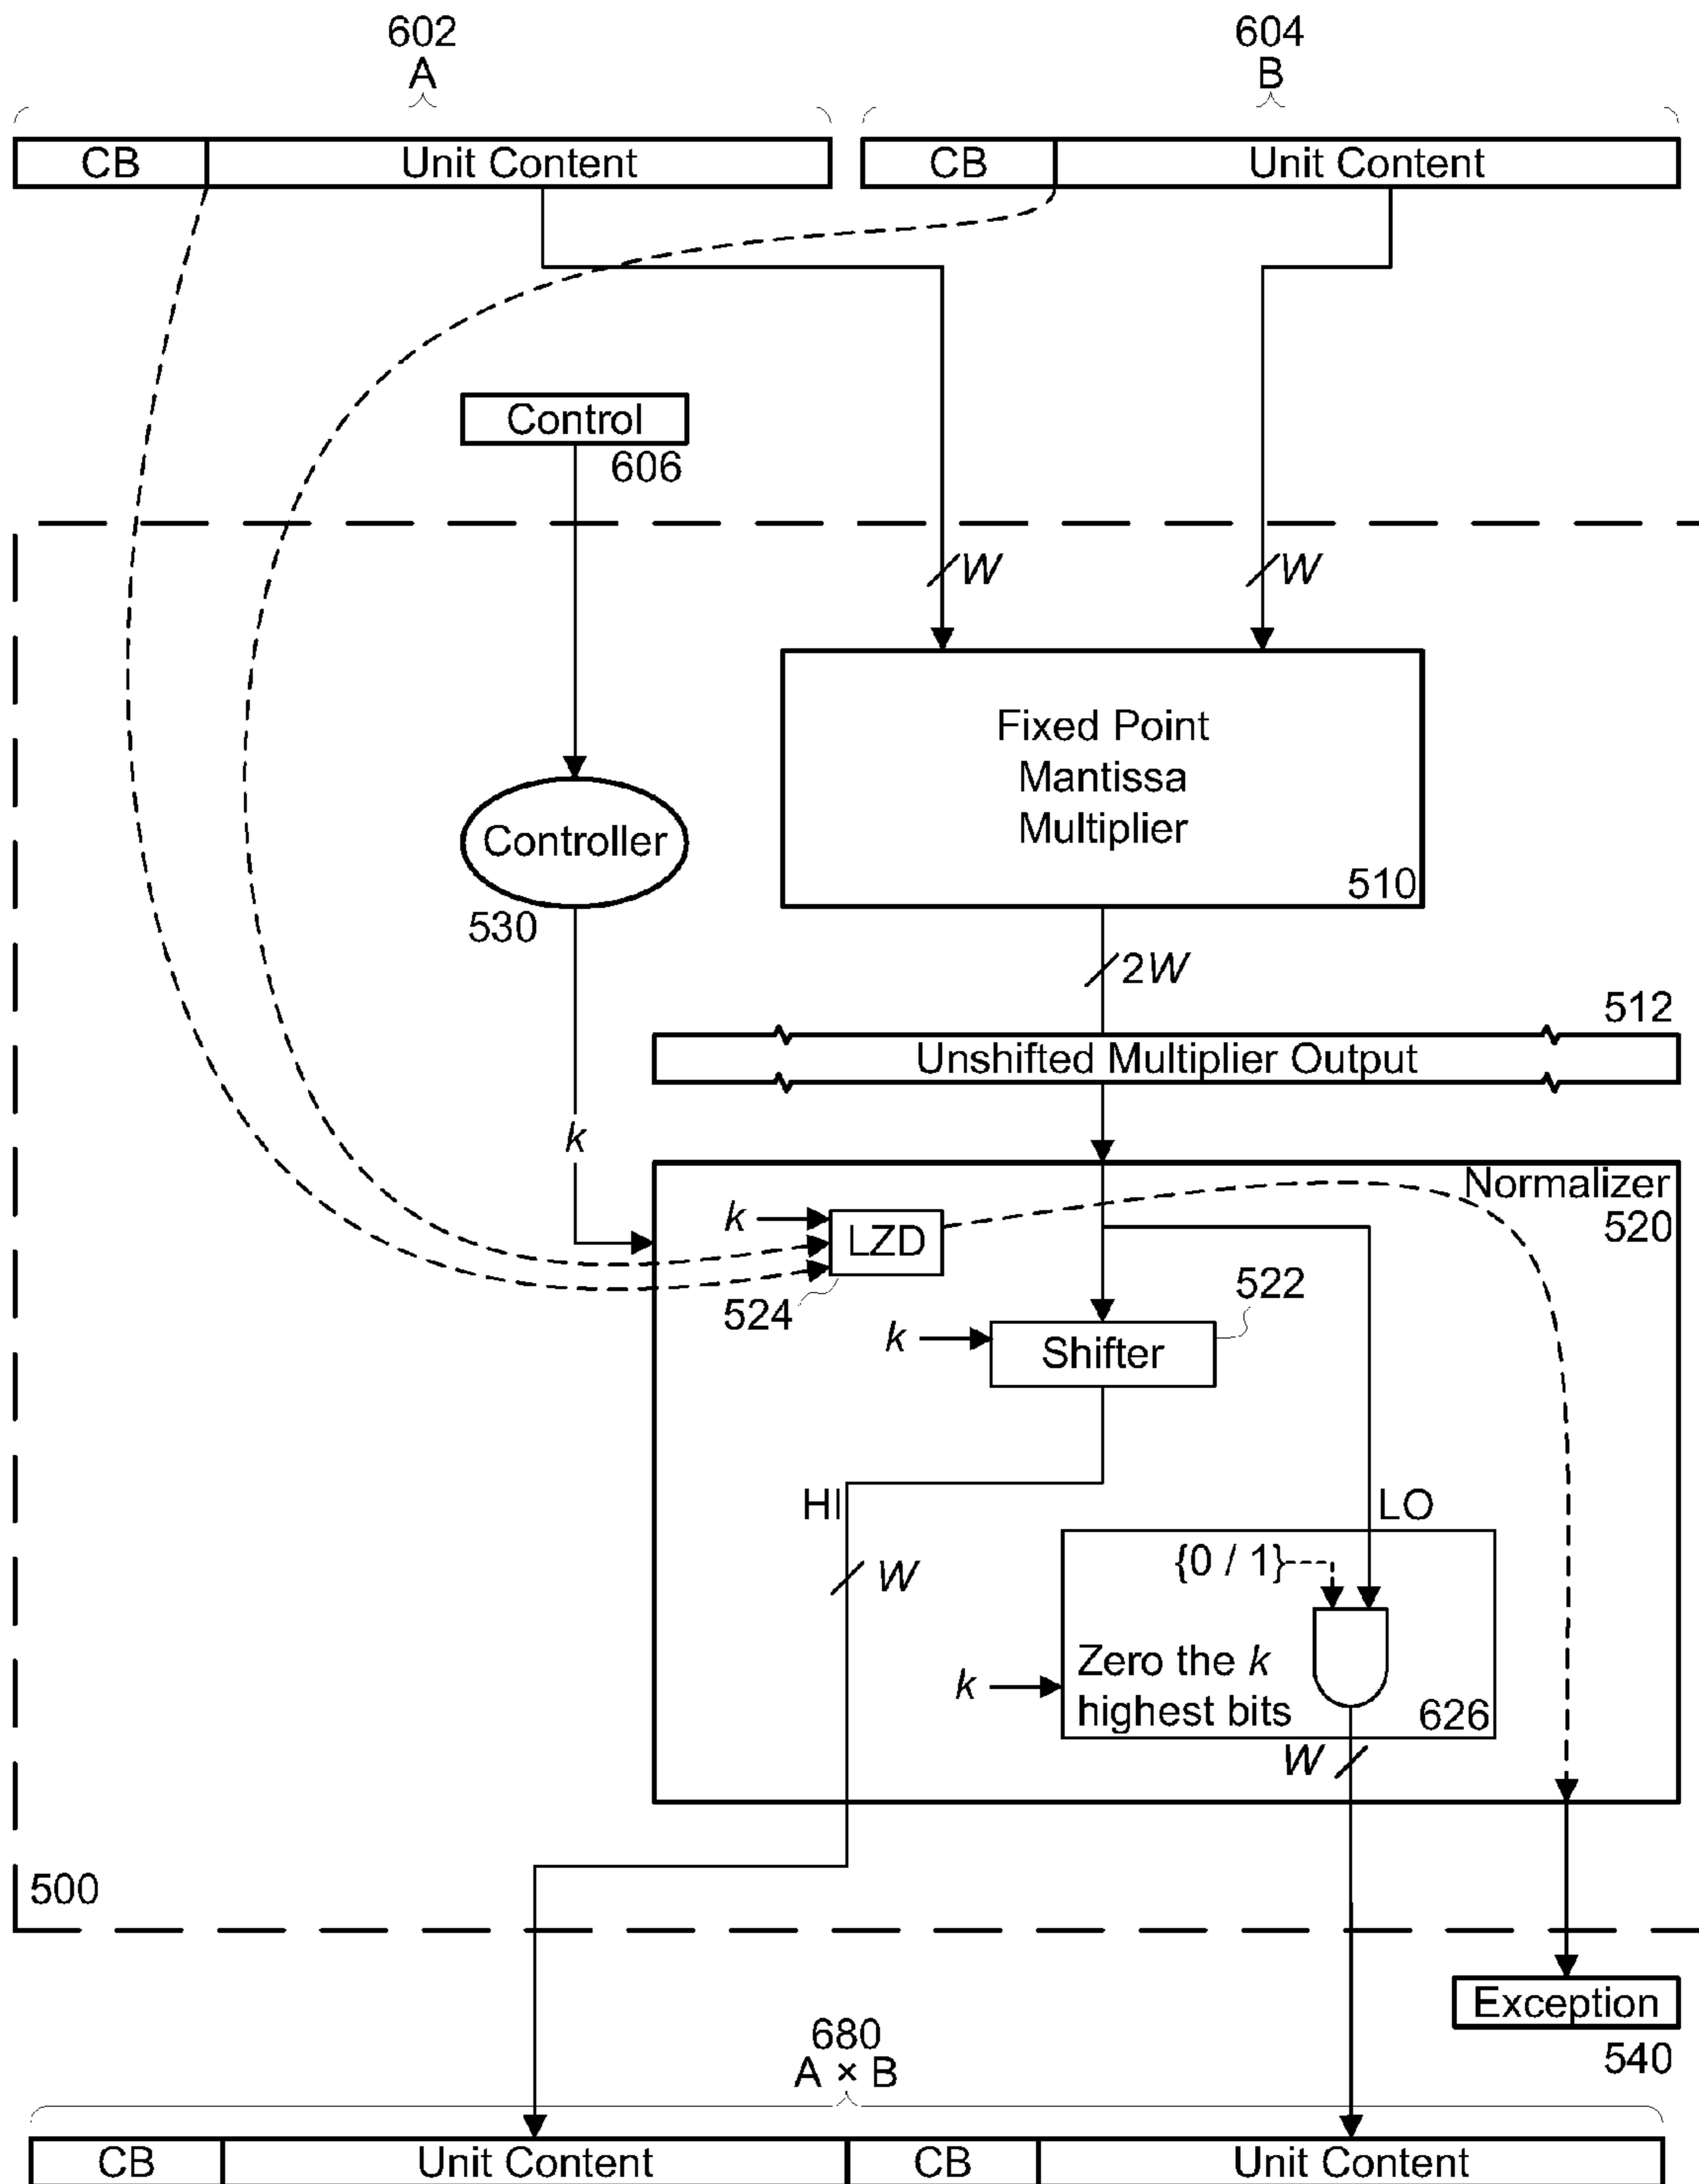 602
A
604
B
CB
Unit Content
CB
Unit Content
Control
606
W
W
Fixed Point
Mantissa
Multiplier
510
Controller
530
2W
512
Unshifted Multiplier Output
k
Normalizer
520
k
LZD
524
522
k
Shifter
HI
LO
W
{0 / 1}
k
Zero the k
highest bits
626
W
500
Exception
540
680
A × B
CB
Unit Content
CB
Unit Content